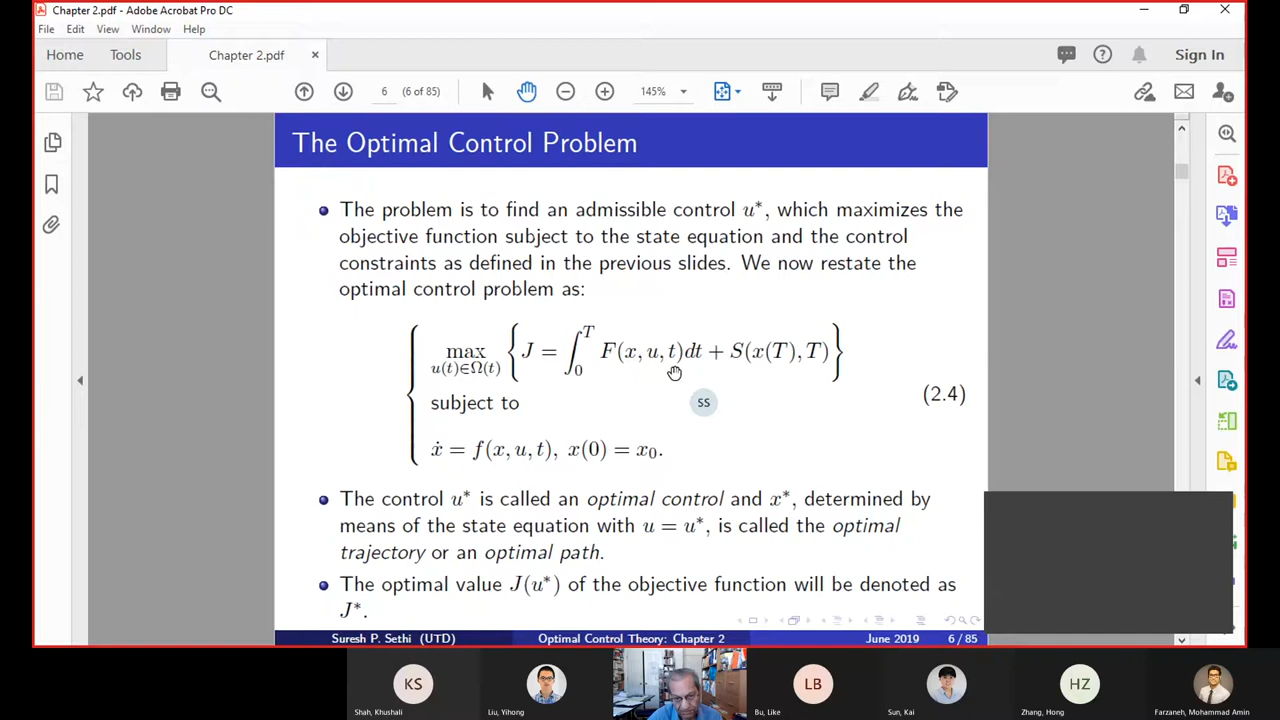 Chapter 2.pdf - Adobe Acrobat Pro DC
File Edit View Window Help
Home Tools Chapter 2.pdf × Sign In
6 (6 of 85) 145%
The Optimal Control Problem
The problem is to find an admissible control u*, which maximizes the
objective function subject to the state equation and the control
constraints as defined in the previous slides. We now restate the
optimal control problem as:
max { J = ∫₀ᵀ F(x, u, t)dt + S(x(T), T) }
u(t)∈Ω(t)
subject to
(2.4)
ẋ = f(x, u, t), x(0) = x₀.
SS
The control u* is called an optimal control and x*, determined by
means of the state equation with u = u*, is called the optimal
trajectory or an optimal path.
The optimal value J(u*) of the objective function will be denoted as
J*.
Suresh P. Sethi (UTD) Optimal Control Theory: Chapter 2 June 2019 6 / 85
KS LB HZ
Shah, Khushali Liu, Yihong Bu, Like Sun, Kai Zhang, Hong Farzaneh, Mohammad Amin